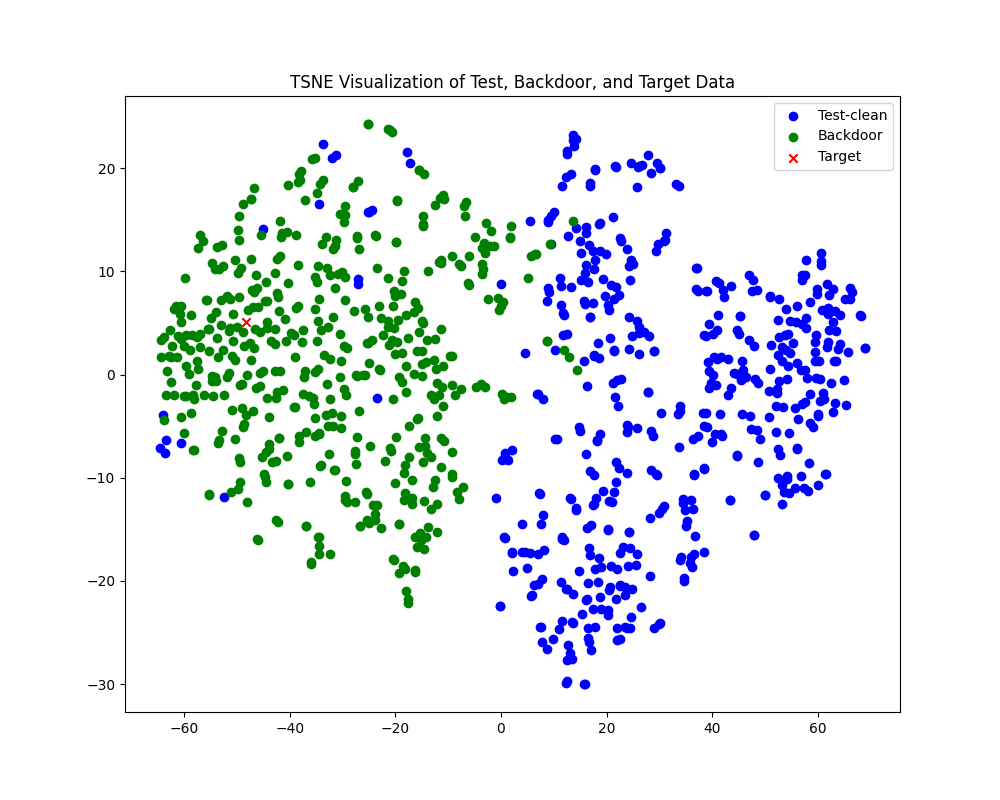 TSNE Visualization of Test, Backdoor, and Target Data
Test-clean
Backdoor
Target
20
10
0
−10
−20
−30
−60 −40 −20 0 20 40 60